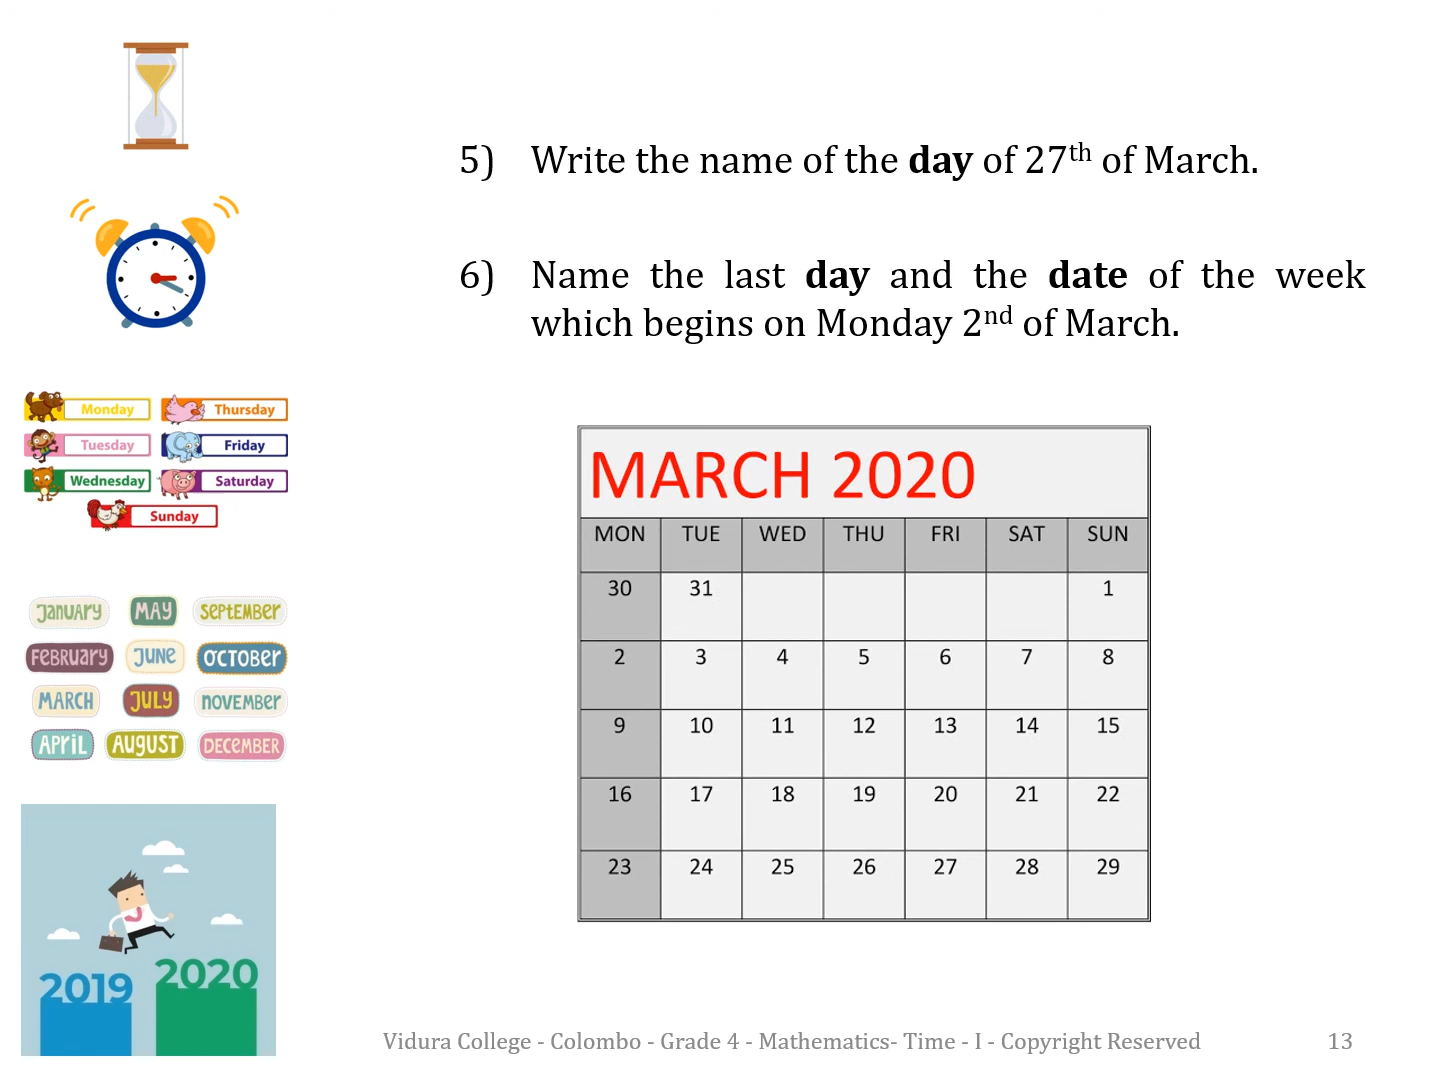 5) Write the name of the day of 27th of March.
6) Name the last day and the date of the week
which begins on Monday 2nd of March.
Monday Thursday
Tuesday Friday
Wednesday Saturday
Sunday
JANUARY MAY SEPTEMBER
FEBRUARY JUNE OCTOBER
MARCH JULY NOVEMBER
APRIL AUGUST DECEMBER
2019 2020
MARCH 2020
MON TUE WED THU FRI SAT SUN
30 31 1
2 3 4 5 6 7 8
9 10 11 12 13 14 15
16 17 18 19 20 21 22
23 24 25 26 27 28 29
Vidura College - Colombo - Grade 4 - Mathematics- Time - I - Copyright Reserved 13